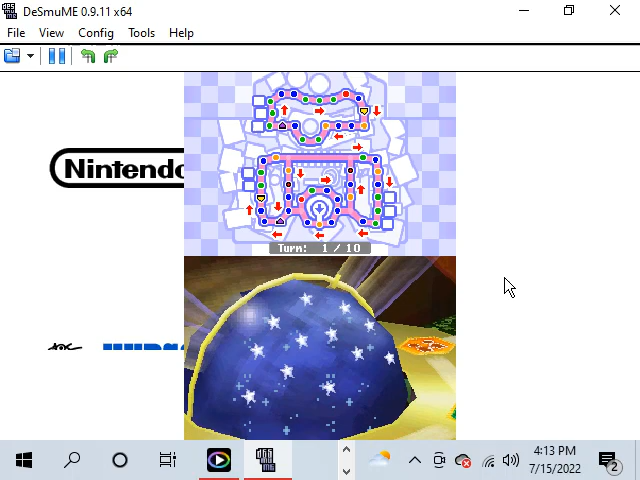 DeSmuME 0.9.11 x64
File View Config Tools Help
Nintendo
Turn: 1 / 10
4:13 PM
7/15/2022
2